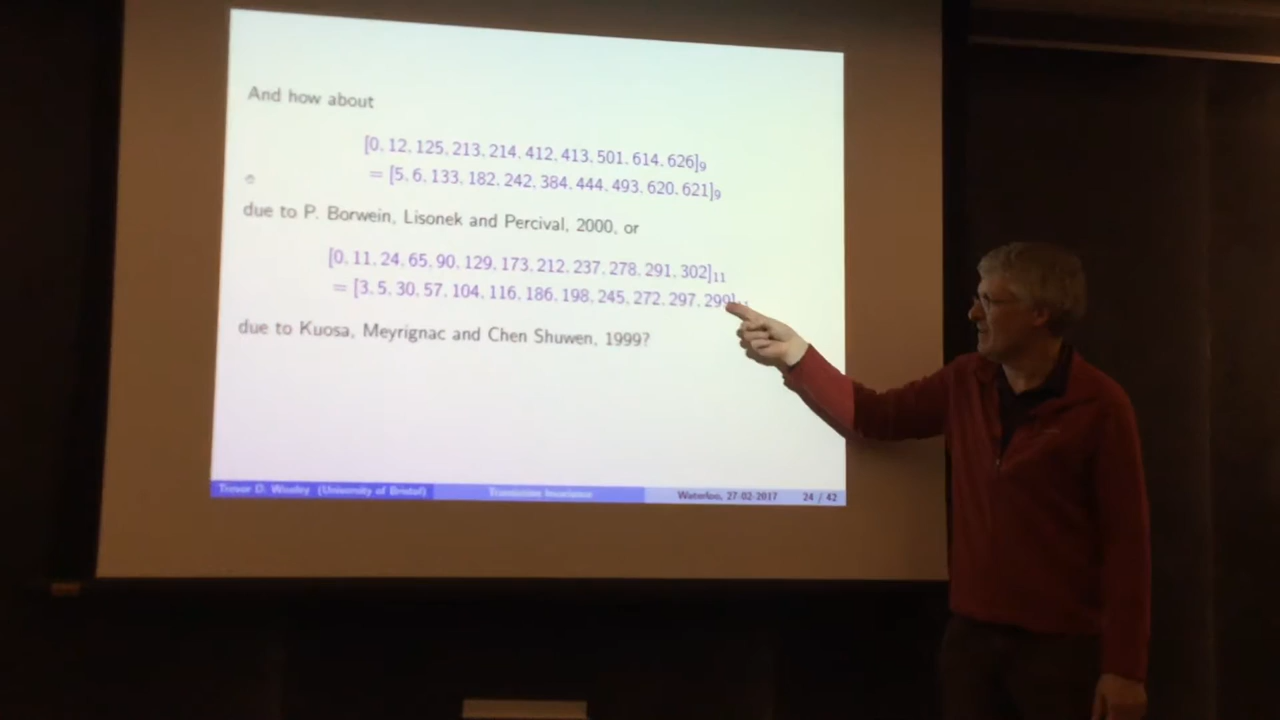 And how about
[0, 12, 125, 213, 214, 412, 413, 501, 614, 626]₉
= [5, 6, 133, 182, 242, 384, 444, 493, 620, 621]₉
due to P. Borwein, Lisonek and Percival, 2000, or
[0, 11, 24, 65, 90, 129, 173, 212, 237, 278, 291, 302]₁₁
= [3, 5, 30, 57, 104, 116, 186, 198, 245, 272, 297, 299]
due to Kuosa, Meyrignac and Chen Shuwen, 1999?
Trevor D. Wooley (University of Bristol) Translation Invariance Waterloo, 27-02-2017 24 / 42